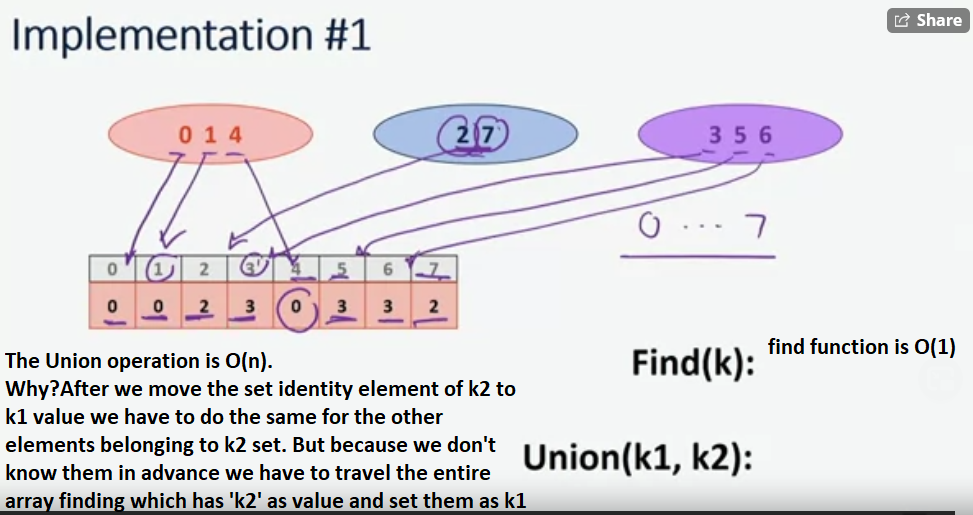 Implementation #1
Share
0 1 4
2 7
3 5 6
0 ... 7
0 1 2 3 4 5 6 7
0 0 2 3 0 3 3 2
The Union operation is O(n).
Why?After we move the set identity element of k2 to
k1 value we have to do the same for the other
elements belonging to k2 set. But because we don't
know them in advance we have to travel the entire
array finding which has 'k2' as value and set them as k1
Find(k):
find function is O(1)
Union(k1, k2):